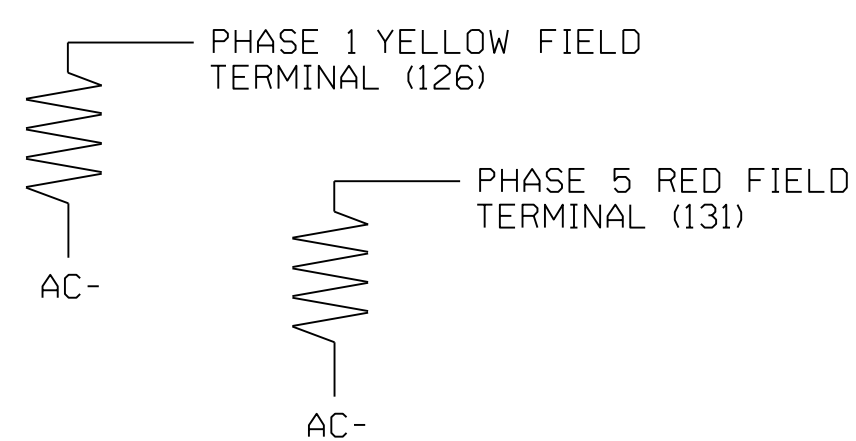 PHASE 1 YELLOW FIELD
TERMINAL (126)
AC-
PHASE 5 RED FIELD
TERMINAL (131)
AC-